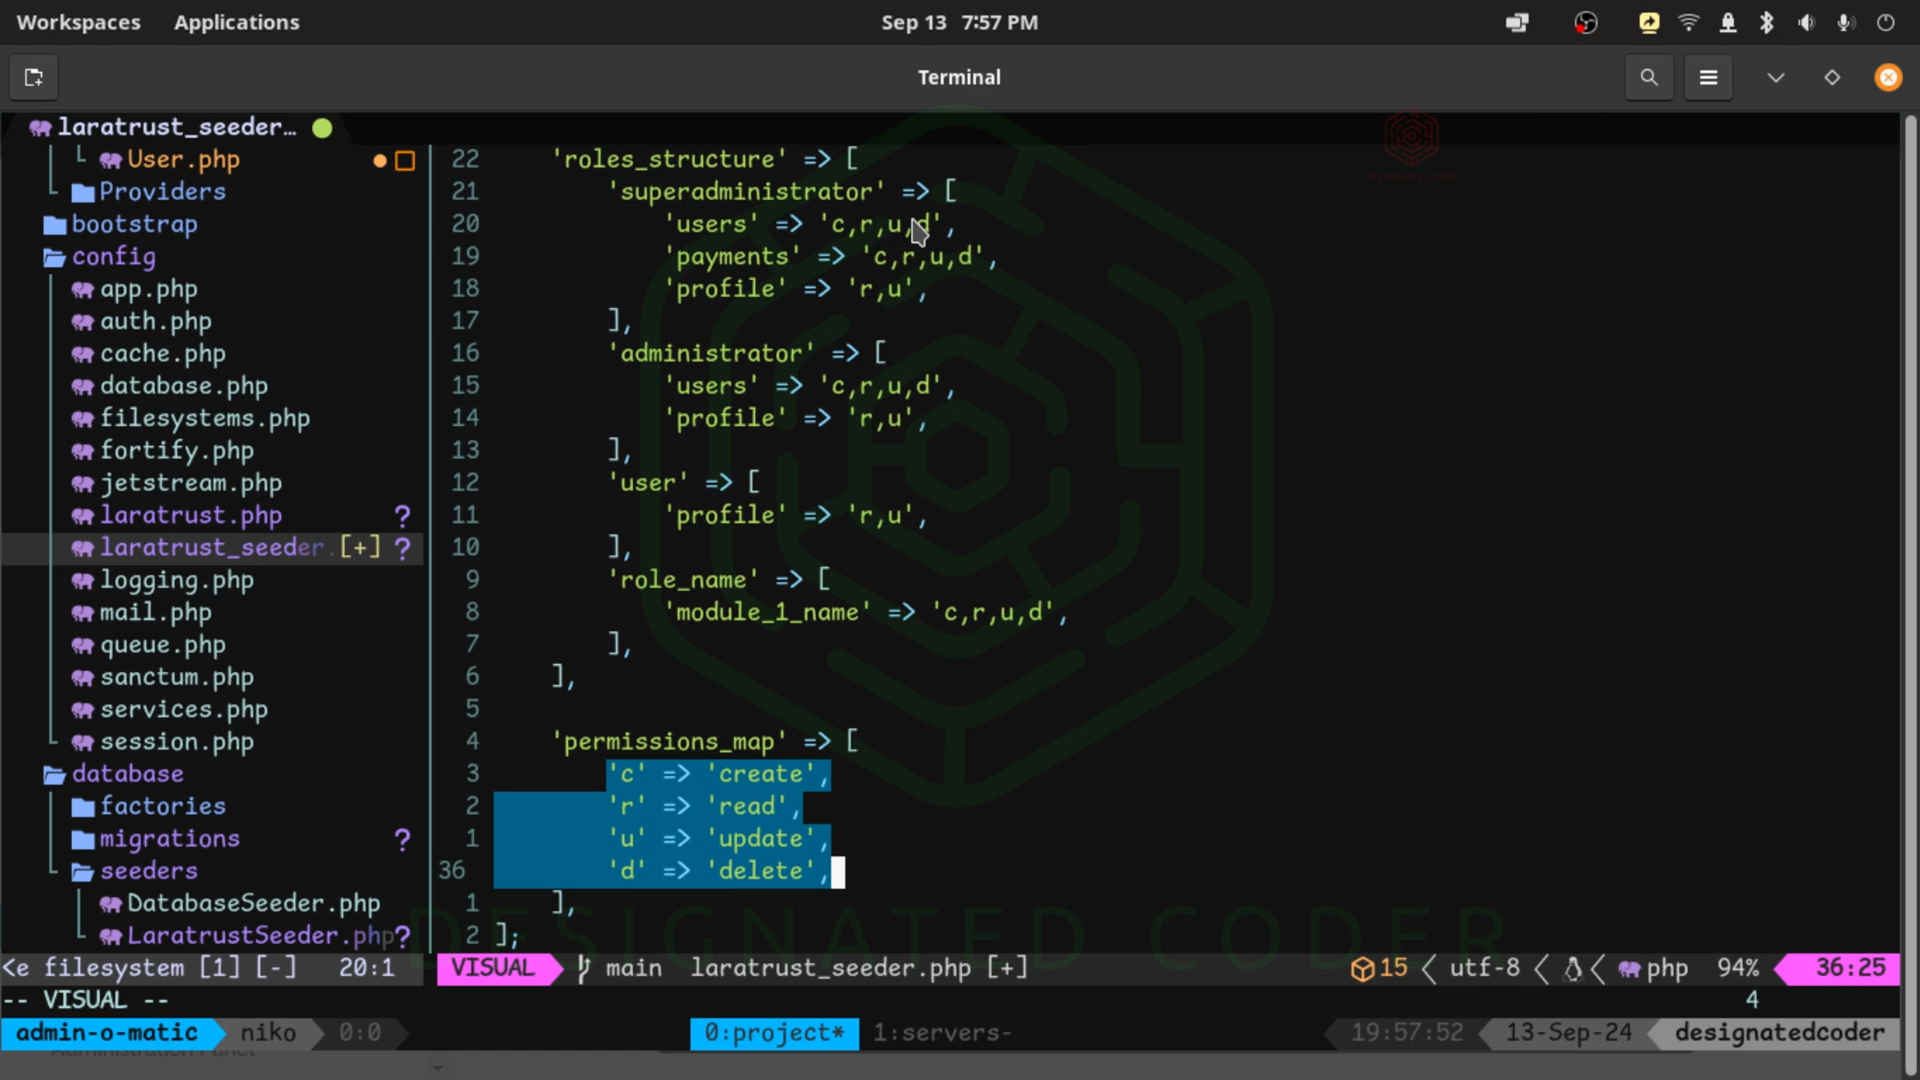 Workspaces Applications Sep 13 7:57 PM
Terminal
laratrust_seeder…
User.php
Providers
bootstrap
config
app.php
auth.php
cache.php
database.php
filesystems.php
fortify.php
jetstream.php
laratrust.php ?
laratrust_seeder. [+] ?
logging.php
mail.php
queue.php
sanctum.php
services.php
session.php
database
factories
migrations ?
seeders
DatabaseSeeder.php
LaratrustSeeder.php?
22 'roles_structure' => [
21 'superadministrator' => [
20 'users' => 'c,r,u,d',
19 'payments' => 'c,r,u,d',
18 'profile' => 'r,u',
17 ],
16 'administrator' => [
15 'users' => 'c,r,u,d',
14 'profile' => 'r,u',
13 ],
12 'user' => [
11 'profile' => 'r,u',
10 ],
9 'role_name' => [
8 'module_1_name' => 'c,r,u,d',
7 ],
6 ],
5
4 'permissions_map' => [
3 'c' => 'create',
2 'r' => 'read',
1 'u' => 'update',
36 'd' => 'delete',
1 ],
2 ];
DESIGNATED CODER
DESIGNATED CODER
<e filesystem [1] [-] 20:1 VISUAL main laratrust_seeder.php [+] 15 utf-8 php 94% 36:25
-- VISUAL -- 4
admin-o-matic niko 0:0 0:project* 1:servers- 19:57:52 13-Sep-24 designatedcoder
Administration Panel